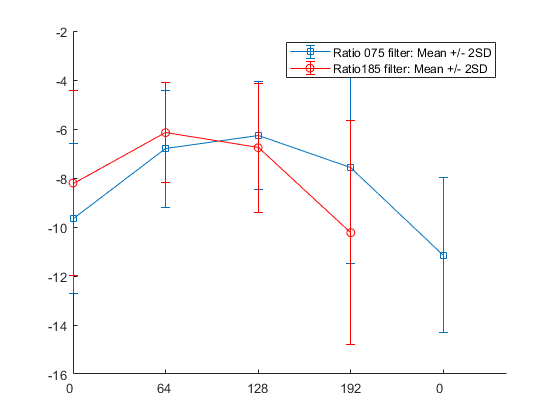 -2
Ratio 075 filter: Mean +/- 2SD
Ratio185 filter: Mean +/- 2SD
-4
-6
-8
-10
-12
-14
-16
0 64 128 192 0